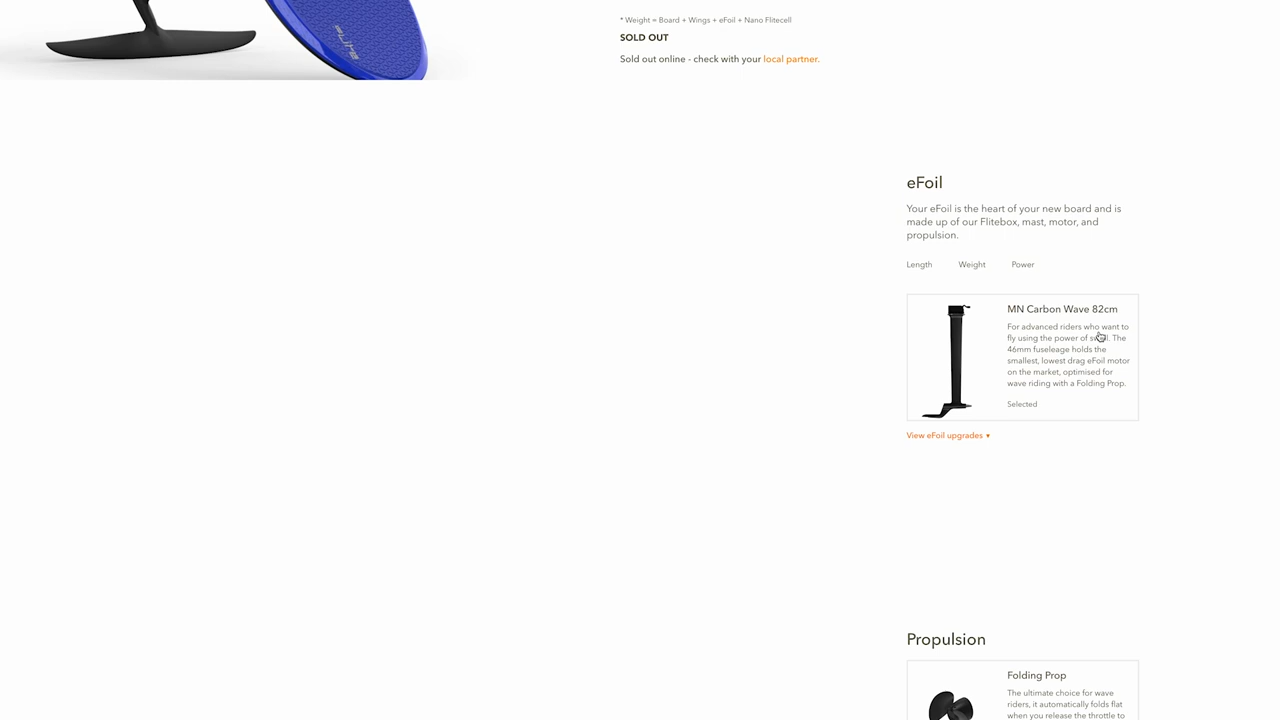 FLITE
* Weight = Board + Wings + eFoil + Nano Flitecell
SOLD OUT
Sold out online - check with your local partner.
eFoil
Your eFoil is the heart of your new board and is
made up of our Flitebox, mast, motor, and
propulsion.
Length Weight Power
MN Carbon Wave 82cm
For advanced riders who want to
fly using the power of swell. The
46mm fuseleage holds the
smallest, lowest drag eFoil motor
on the market, optimised for
wave riding with a Folding Prop.
Selected
View eFoil upgrades ▾
Propulsion
Folding Prop
The ultimate choice for wave
riders, it automatically folds flat
when you release the throttle to